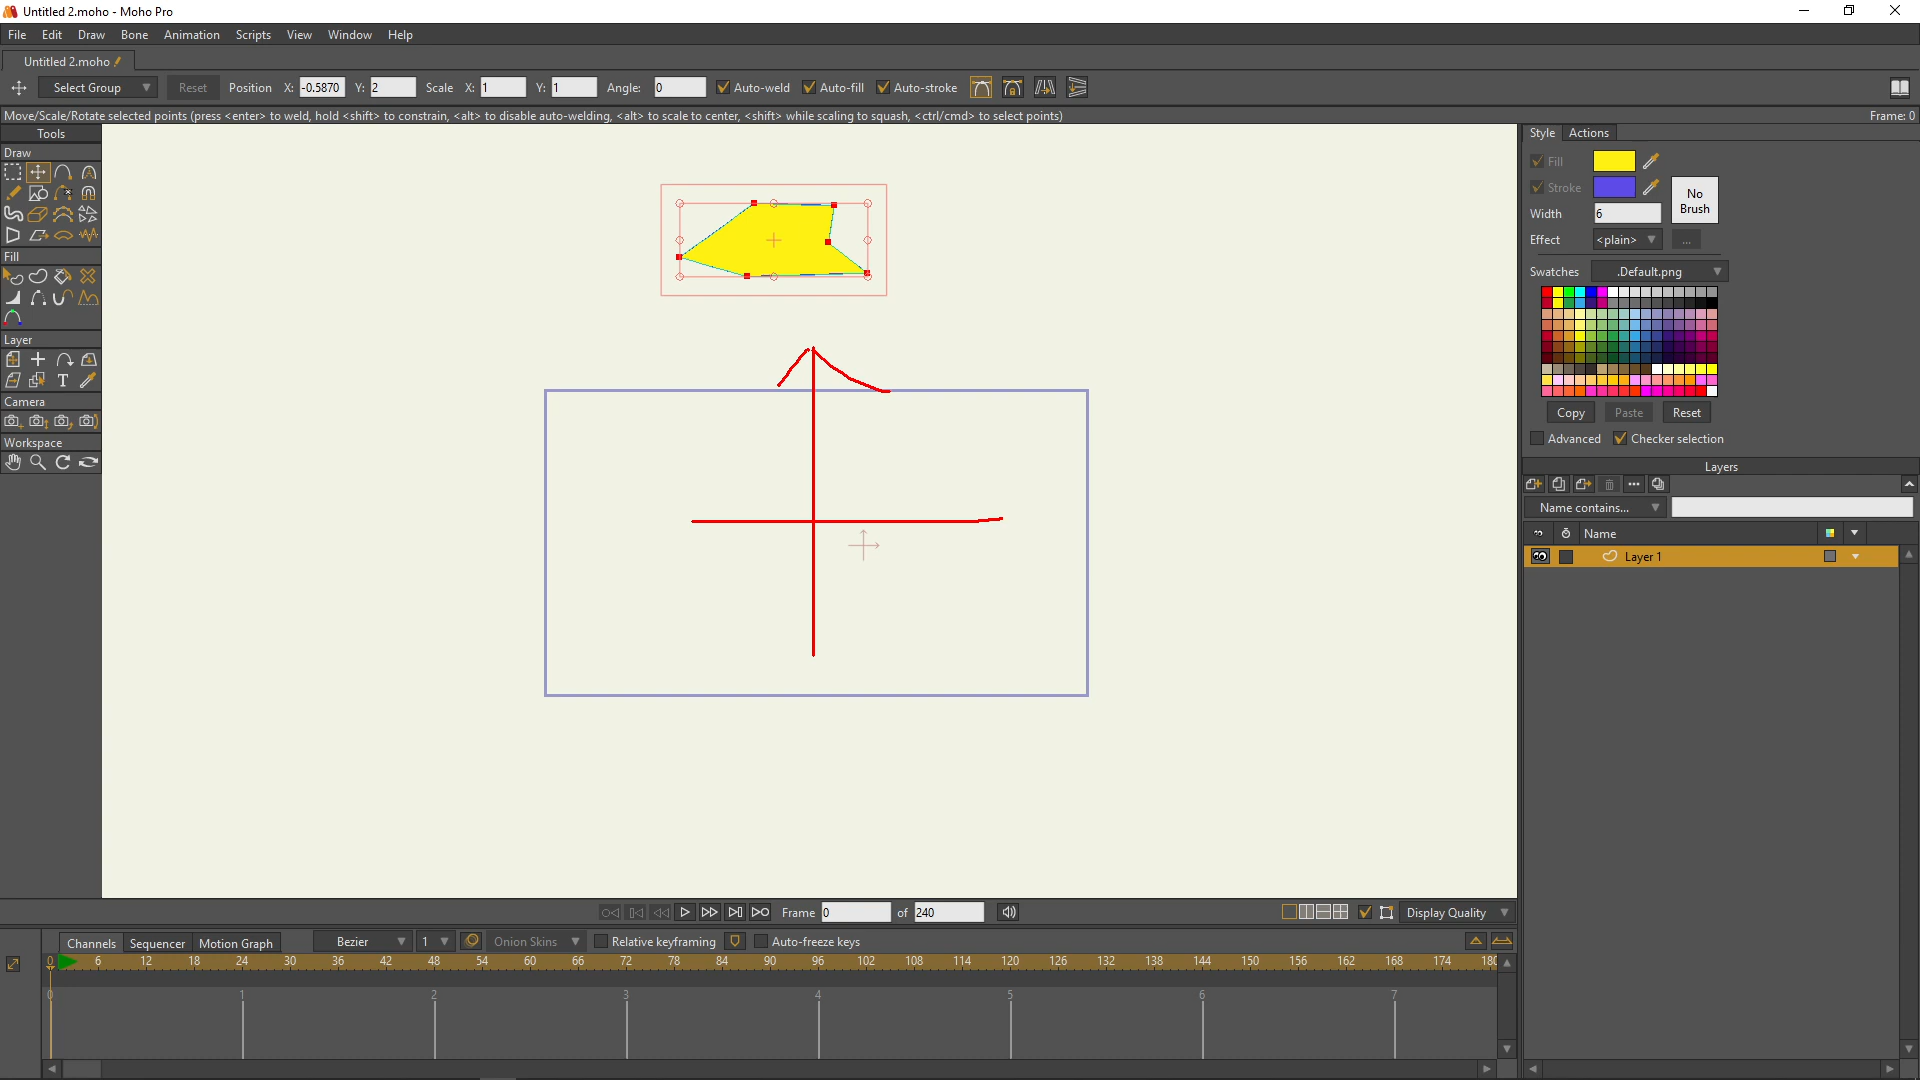 Untitled 2.moho - Moho Pro
File Edit Draw Bone Animation Scripts View Window Help
Untitled 2.moho
Select Group Reset Position X: -0.5870 Y: 2 Scale X: 1 Y: 1 Angle: 0 Auto-weld Auto-fill Auto-stroke
Move/Scale/Rotate selected points (press <enter> to weld, hold <shift> to constrain, <alt> to disable auto-welding, <alt> to scale to center, <shift> while scaling to squash, <ctrl/cmd> to select points) Frame: 0
Tools
Draw
Fill
Layer
T
Camera
Workspace
Style Actions
Fill
Stroke
No Brush
Width 6
Effect <plain> ...
Swatches .Default.png
Copy Paste Reset
Advanced Checker selection
Layers
Name contains...
Name
Layer 1
Frame 0 of 240 Display Quality
Channels Sequencer Motion Graph Bezier 1 Onion Skins Relative keyframing Auto-freeze keys
0 6 12 18 24 30 36 42 48 54 60 66 72 78 84 90 96 102 108 114 120 126 132 138 144 150 156 162 168 174 180
0 1 2 3 4 5 6 7